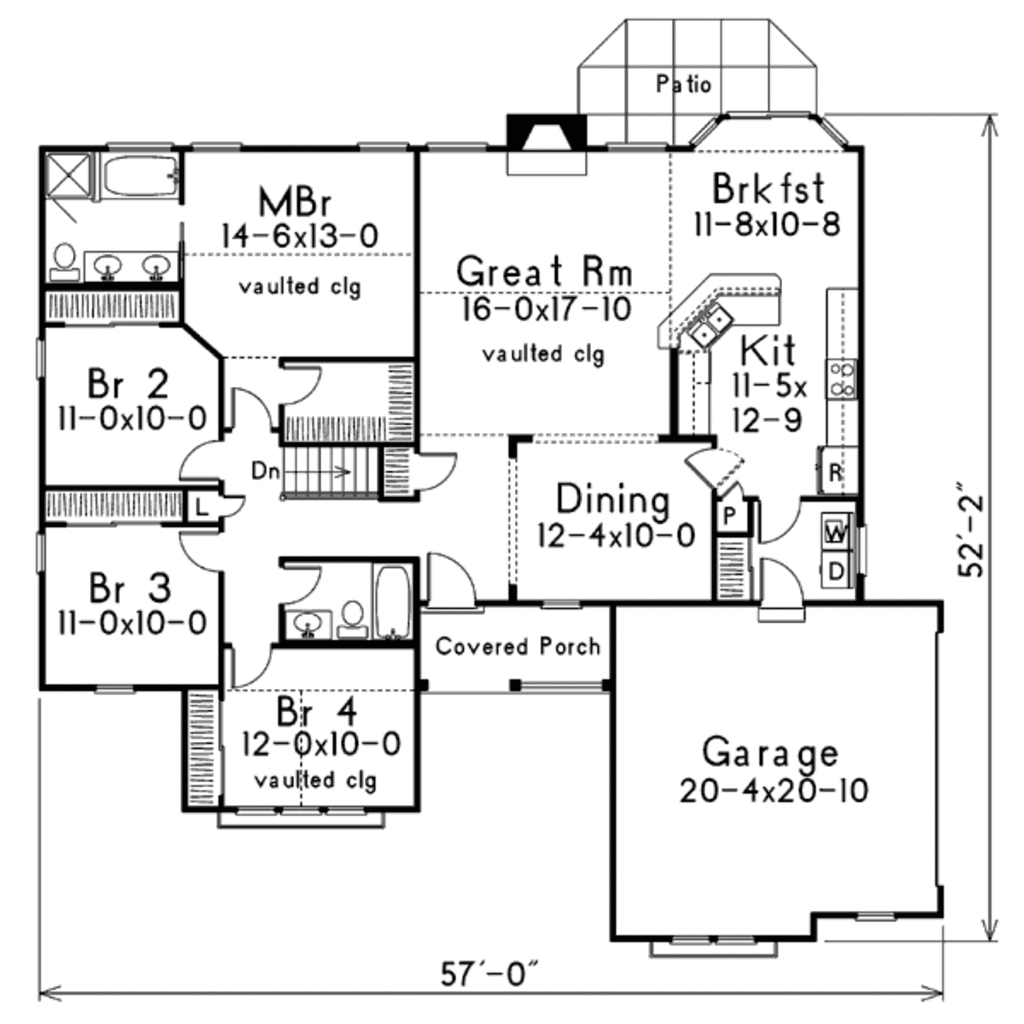 Patio
MBr
14-6x13-0
vaulted clg
Brkfst
11-8x10-8
Great Rm
16-0x17-10
vaulted clg
Kit
11-5x
12-9
Br 2
11-0x10-0
Dn
R
L
Dining
12-4x10-0
P
W
D
52'-2"
Br 3
11-0x10-0
Covered Porch
Br 4
12-0x10-0
vaulted clg
Garage
20-4x20-10
57'-0"